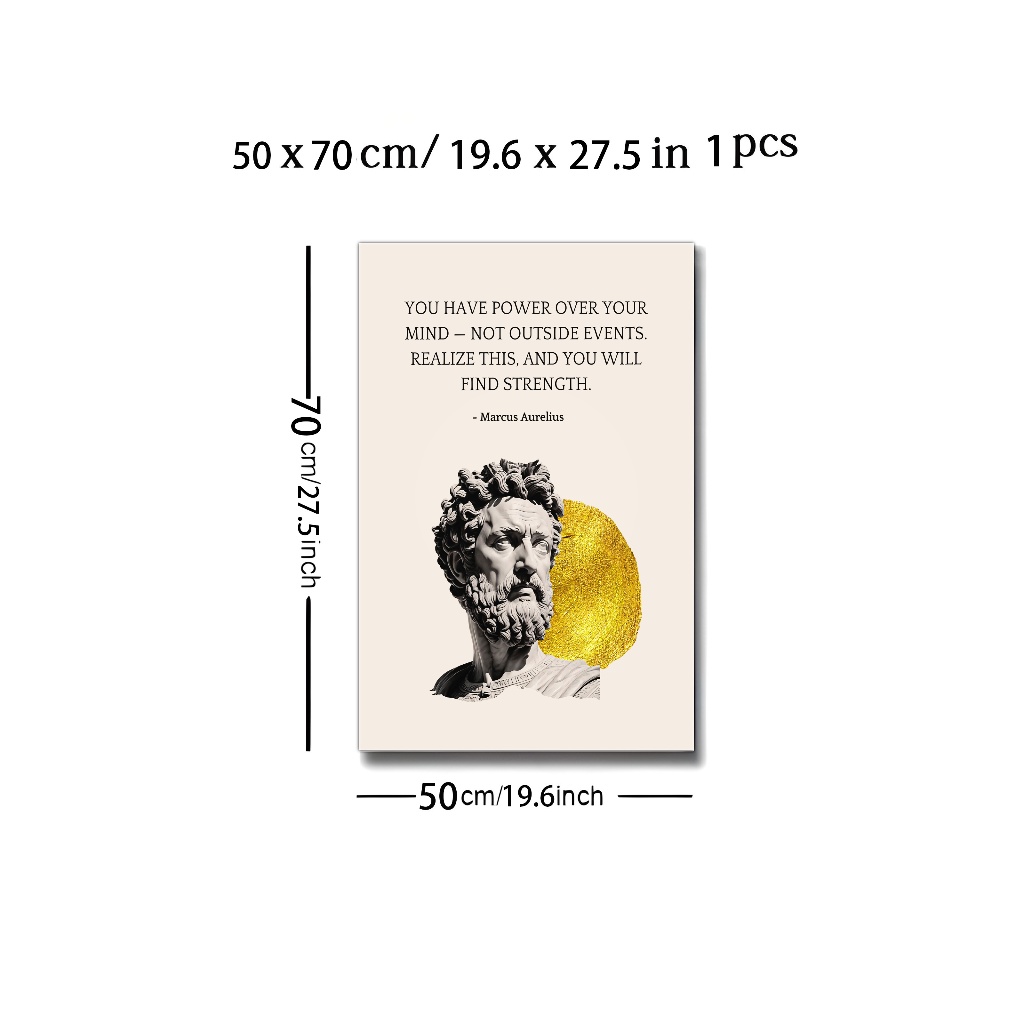 50 x 70 cm/ 19.6 x 27.5 in 1 pcs
YOU HAVE POWER OVER YOUR
MIND – NOT OUTSIDE EVENTS.
REALIZE THIS, AND YOU WILL
FIND STRENGTH.
- Marcus Aurelius
70cm/27.5inch
50cm/19.6inch